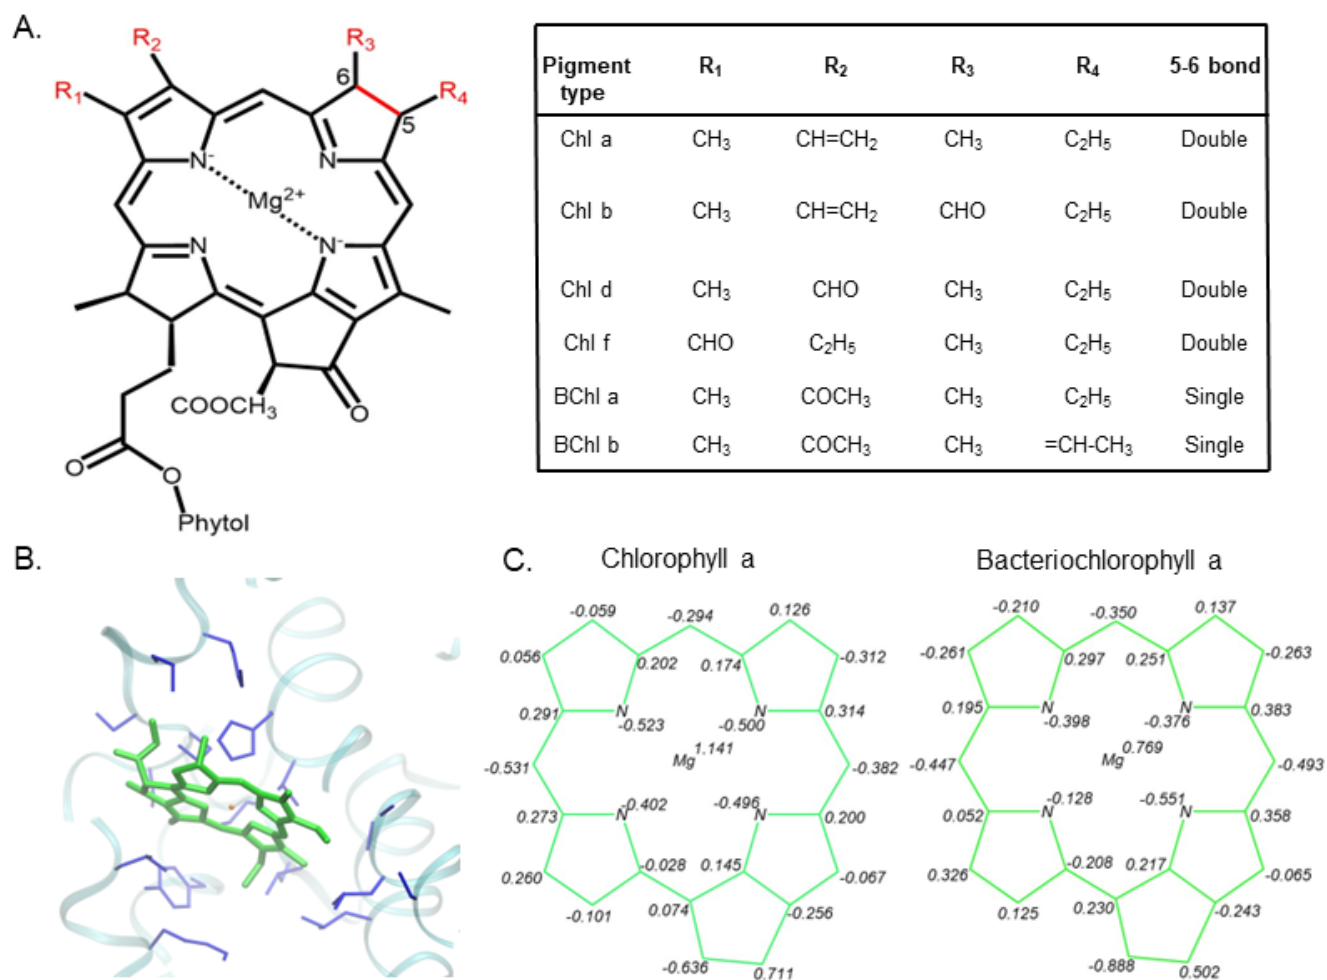 A.
R₁
R₂
R₃
R₄
6
5
N⁻
N
Mg²⁺
N
N⁻
COOCH₃
O
O
O
Phytol
Pigment type R₁ R₂ R₃ R₄ 5-6 bond
Chl a CH₃ CH=CH₂ CH₃ C₂H₅ Double
Chl b CH₃ CH=CH₂ CHO C₂H₅ Double
Chl d CH₃ CHO CH₃ C₂H₅ Double
Chl f CHO C₂H₅ CH₃ C₂H₅ Double
BChl a CH₃ COCH₃ CH₃ C₂H₅ Single
BChl b CH₃ COCH₃ CH₃ =CH-CH₃ Single
B.
C.
Chlorophyll a
-0.059 -0.294 0.126
0.056 0.202 0.174 -0.312
0.291 N -0.523 -0.500 N 0.314
-0.531 Mg 1.141 -0.382
0.273 N -0.402 -0.496 N 0.200
0.260 -0.028 0.145 -0.067
-0.101 0.074 -0.256
-0.636 0.711
Bacteriochlorophyll a
-0.210 -0.350 0.137
-0.261 0.297 0.251 -0.263
0.195 N -0.398 -0.376 N 0.383
-0.447 Mg 0.769 -0.493
0.052 N -0.128 -0.551 N 0.358
0.326 -0.208 0.217 -0.065
0.125 0.230 -0.243
-0.888 0.502